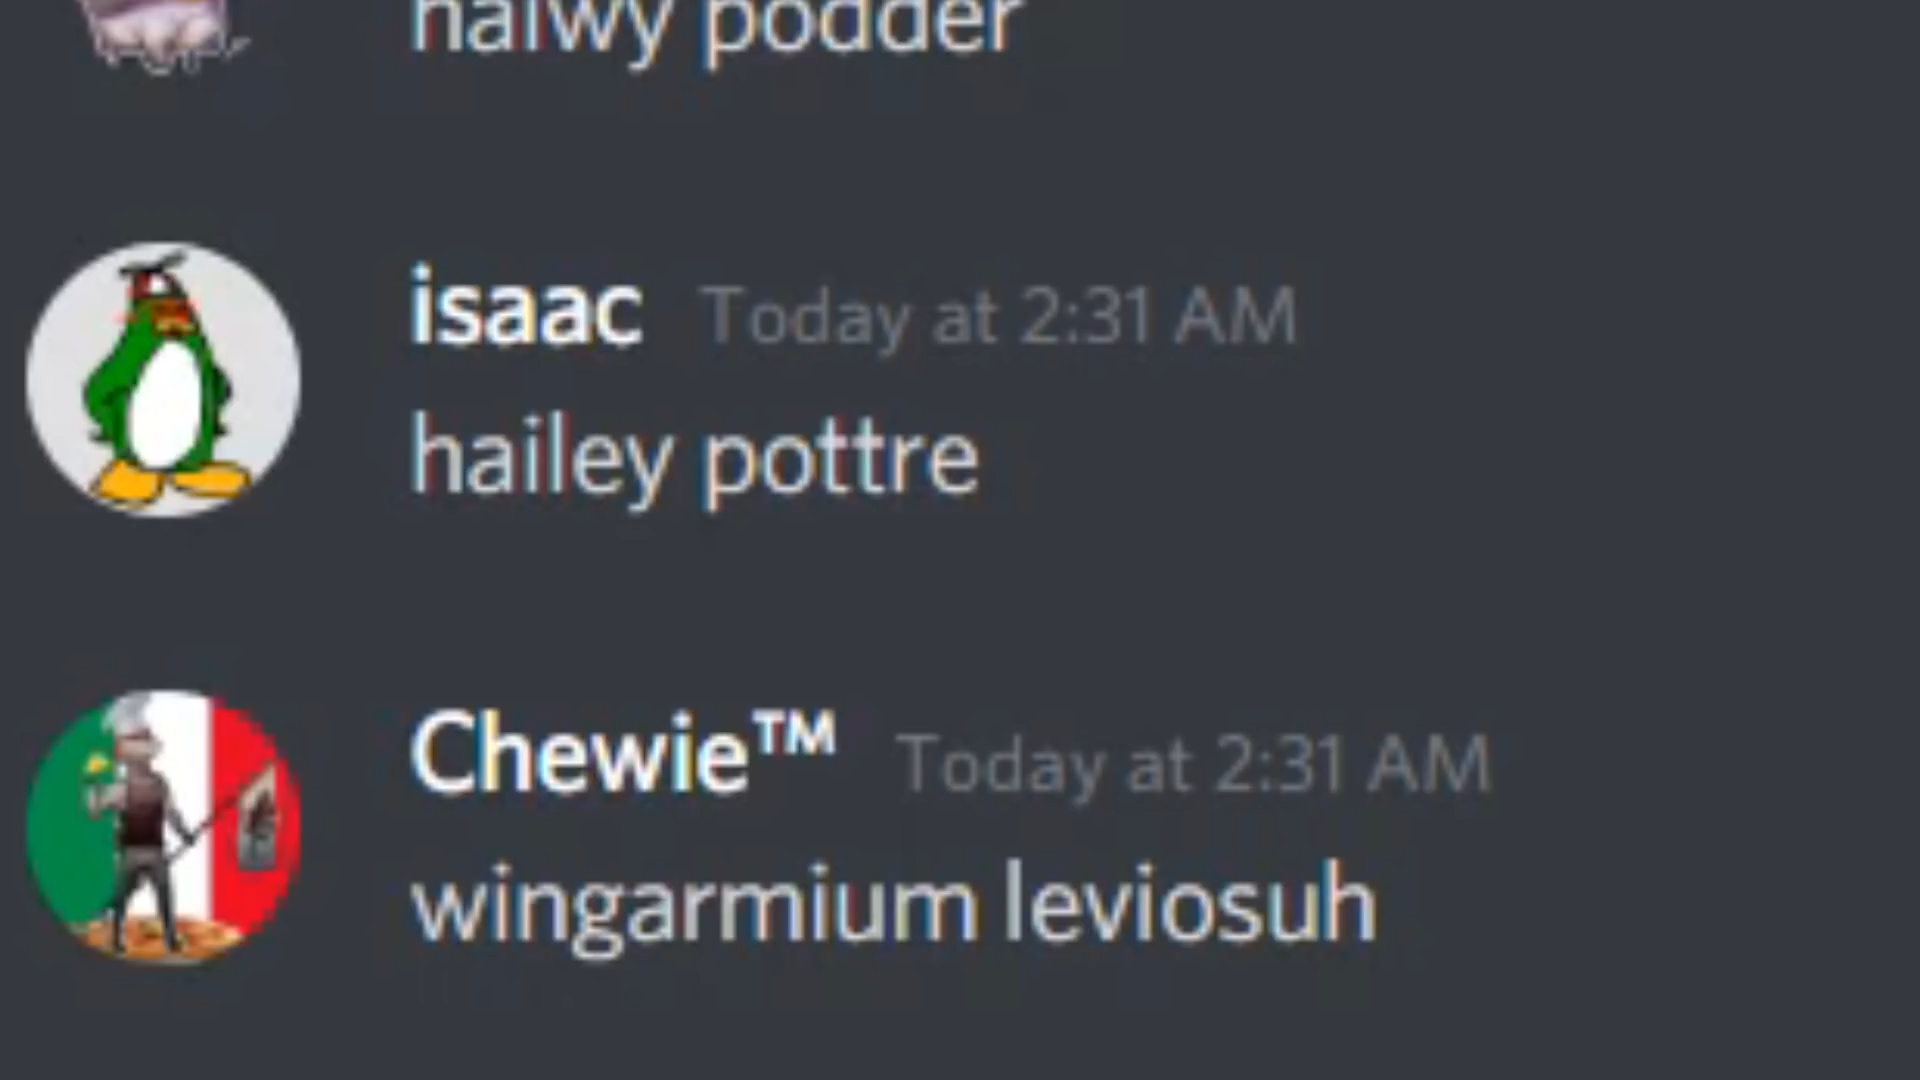 halwy podder
isaac Today at 2:31 AM
hailey pottre
Chewie™ Today at 2:31 AM
wingarmium leviosuh